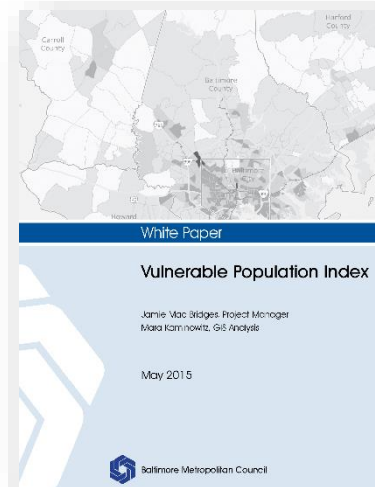 Carroll
County
Harford
County
Baltimore
County
Howard
White Paper
Vulnerable Population Index
Jamie Mac Bridges, Project Manager
Mara Kaminowitz, GIS Analysis
May 2015
Baltimore Metropolitan Council